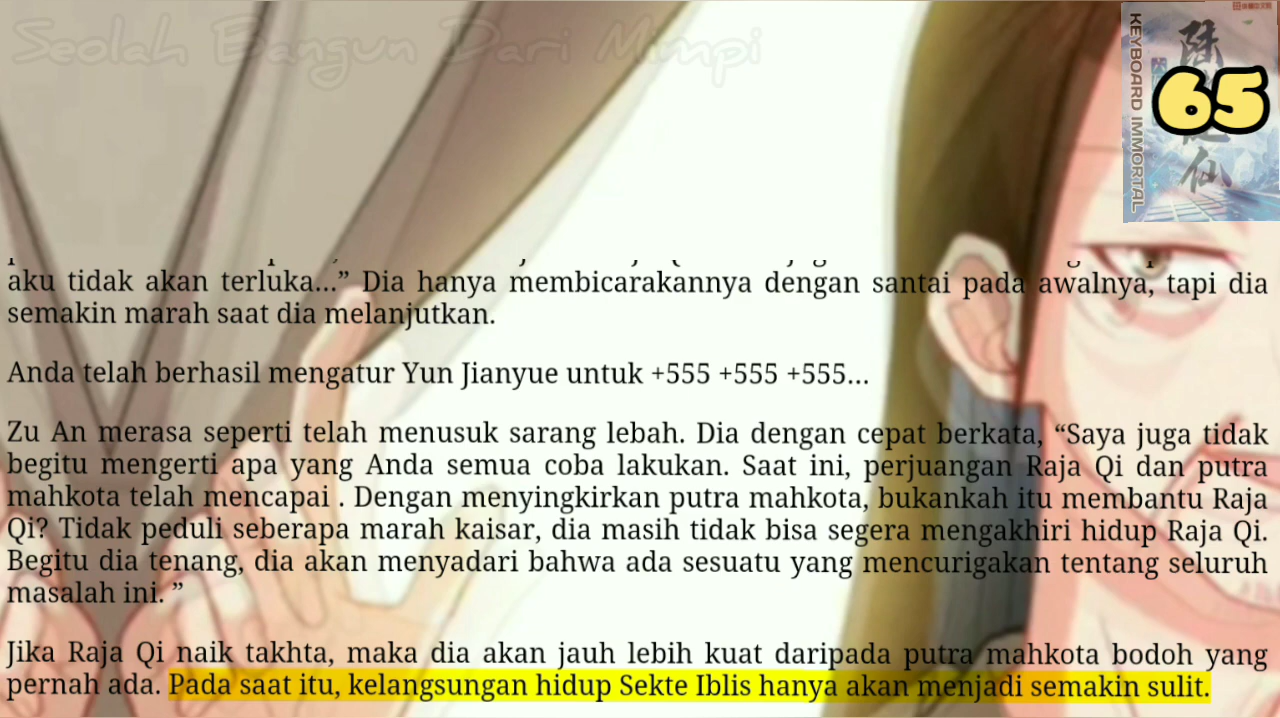 Seolah Bangun Dari Mimpi
KEYBOARD IMMORTAL
65
aku tidak akan terluka…” Dia hanya membicarakannya dengan santai pada awalnya, tapi dia
semakin marah saat dia melanjutkan.
Anda telah berhasil mengatur Yun Jianyue untuk +555 +555 +555…
Zu An merasa seperti telah menusuk sarang lebah. Dia dengan cepat berkata, “Saya juga tidak
begitu mengerti apa yang Anda semua coba lakukan. Saat ini, perjuangan Raja Qi dan putra
mahkota telah mencapai . Dengan menyingkirkan putra mahkota, bukankah itu membantu Raja
Qi? Tidak peduli seberapa marah kaisar, dia masih tidak bisa segera mengakhiri hidup Raja Qi.
Begitu dia tenang, dia akan menyadari bahwa ada sesuatu yang mencurigakan tentang seluruh
masalah ini. ”
Jika Raja Qi naik takhta, maka dia akan jauh lebih kuat daripada putra mahkota bodoh yang
pernah ada. Pada saat itu, kelangsungan hidup Sekte Iblis hanya akan menjadi semakin sulit.